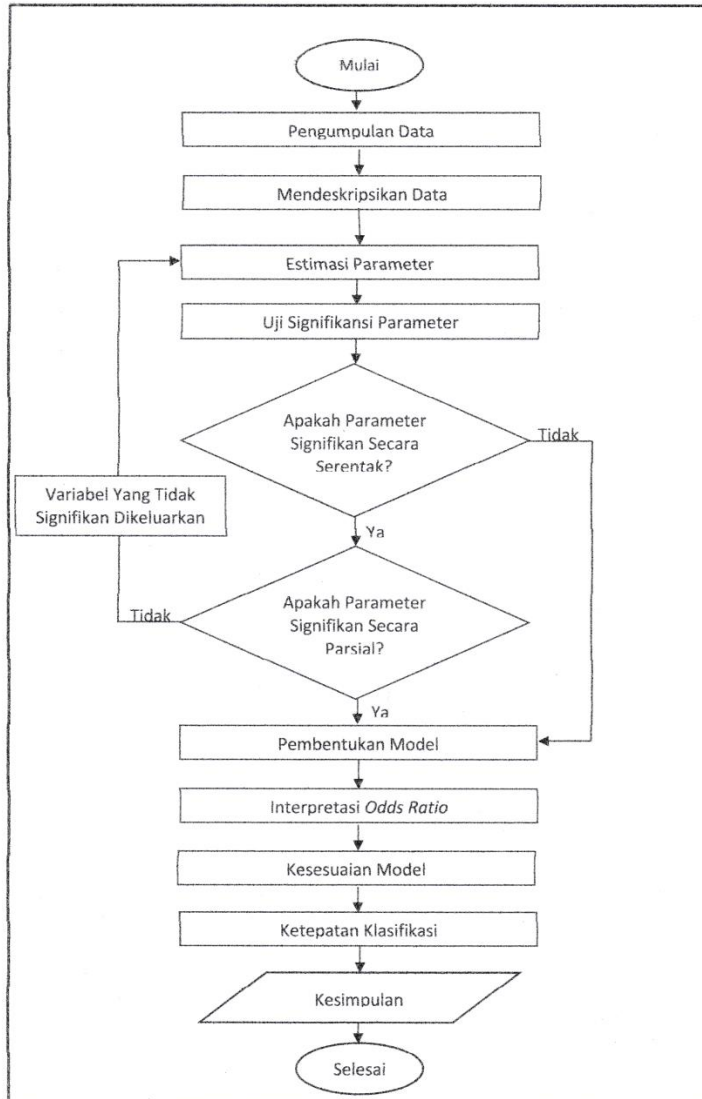 Mulai
Pengumpulan Data
Mendeskripsikan Data
Estimasi Parameter
Uji Signifikansi Parameter
Apakah Parameter
Signifikan Secara
Serentak?
Tidak
Variabel Yang Tidak
Signifikan Dikeluarkan
Ya
Apakah Parameter
Signifikan Secara
Parsial?
Tidak
Ya
Pembentukan Model
Interpretasi Odds Ratio
Kesesuaian Model
Ketepatan Klasifikasi
Kesimpulan
Selesai